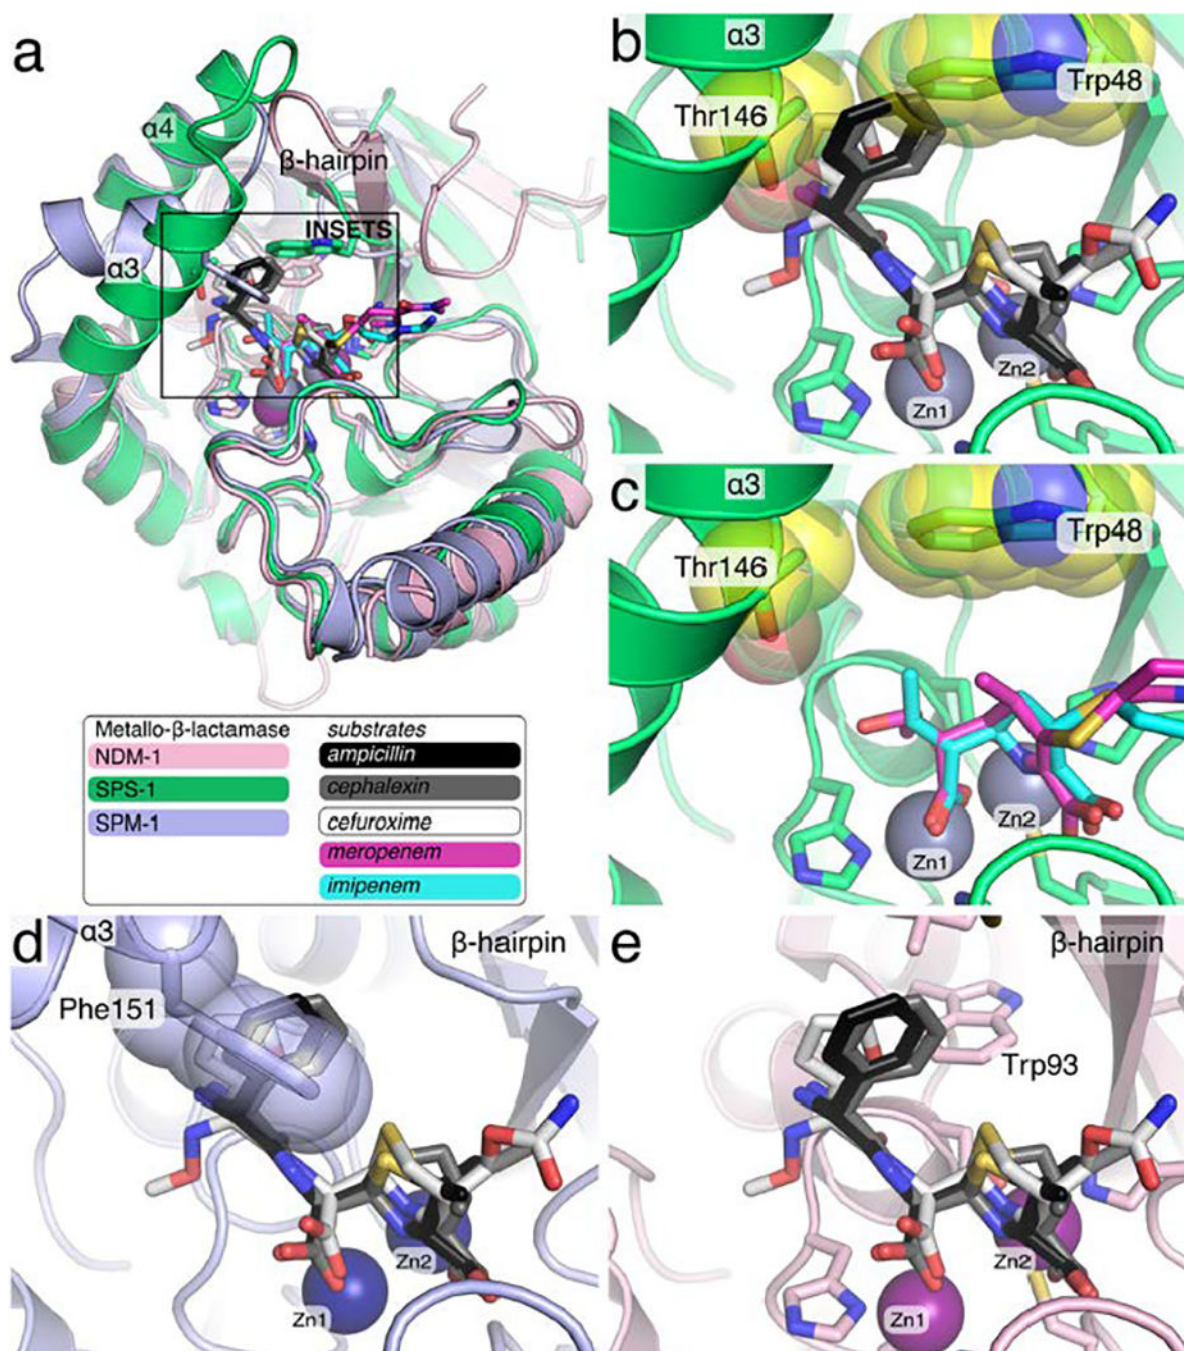 a
α4
β-hairpin
INSETS
α3
b
α3
Thr146
Trp48
Zn1
Zn2
c
α3
Thr146
Trp48
Zn1
Zn2
Metallo-β-lactamase
NDM-1
SPS-1
SPM-1
substrates
ampicillin
cephalexin
cefuroxime
meropenem
imipenem
d
α3
β-hairpin
Phe151
Zn2
Zn1
e
β-hairpin
Trp93
Zn2
Zn1